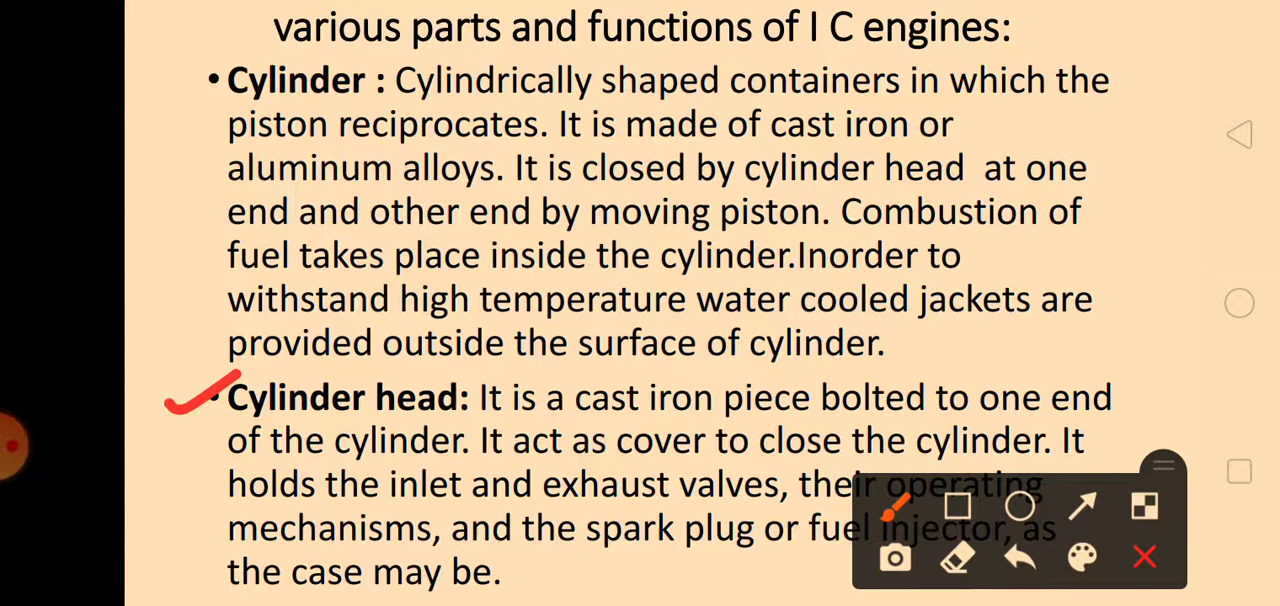 various parts and functions of I C engines:
• Cylinder : Cylindrically shaped containers in which the
piston reciprocates. It is made of cast iron or
aluminum alloys. It is closed by cylinder head at one
end and other end by moving piston. Combustion of
fuel takes place inside the cylinder.Inorder to
withstand high temperature water cooled jackets are
provided outside the surface of cylinder.
• Cylinder head: It is a cast iron piece bolted to one end
of the cylinder. It act as cover to close the cylinder. It
holds the inlet and exhaust valves, their operating
mechanisms, and the spark plug or fuel injector, as
the case may be.